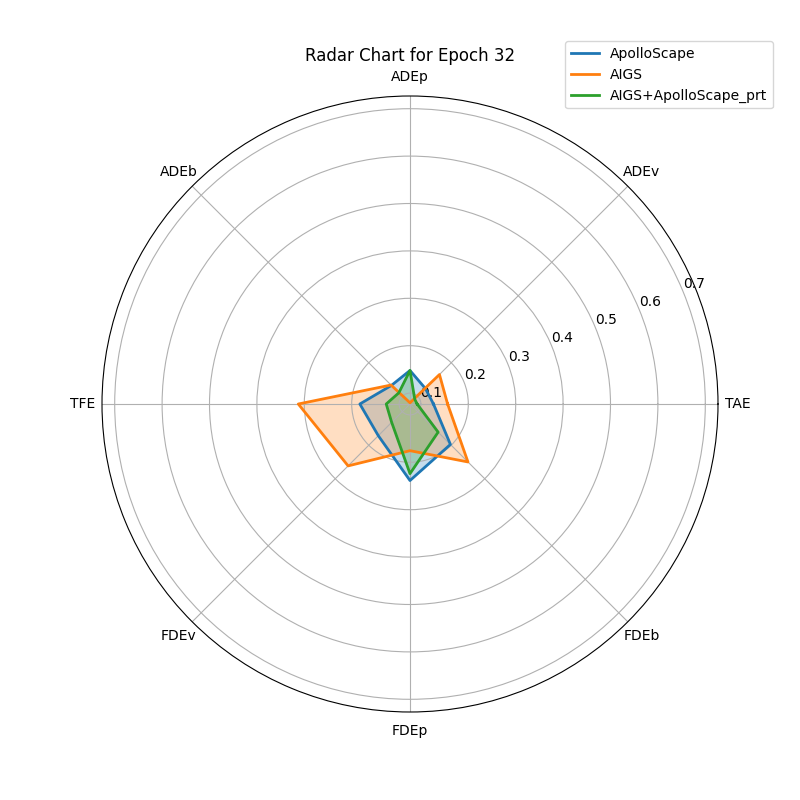 Radar Chart for Epoch 32
ApolloScape
AIGS
AIGS+ApolloScape_prt
ADEp
ADEb
ADEv
0.7
0.6
0.5
0.4
0.3
0.2
0.1
TFE
TAE
FDEv
FDEb
FDEp